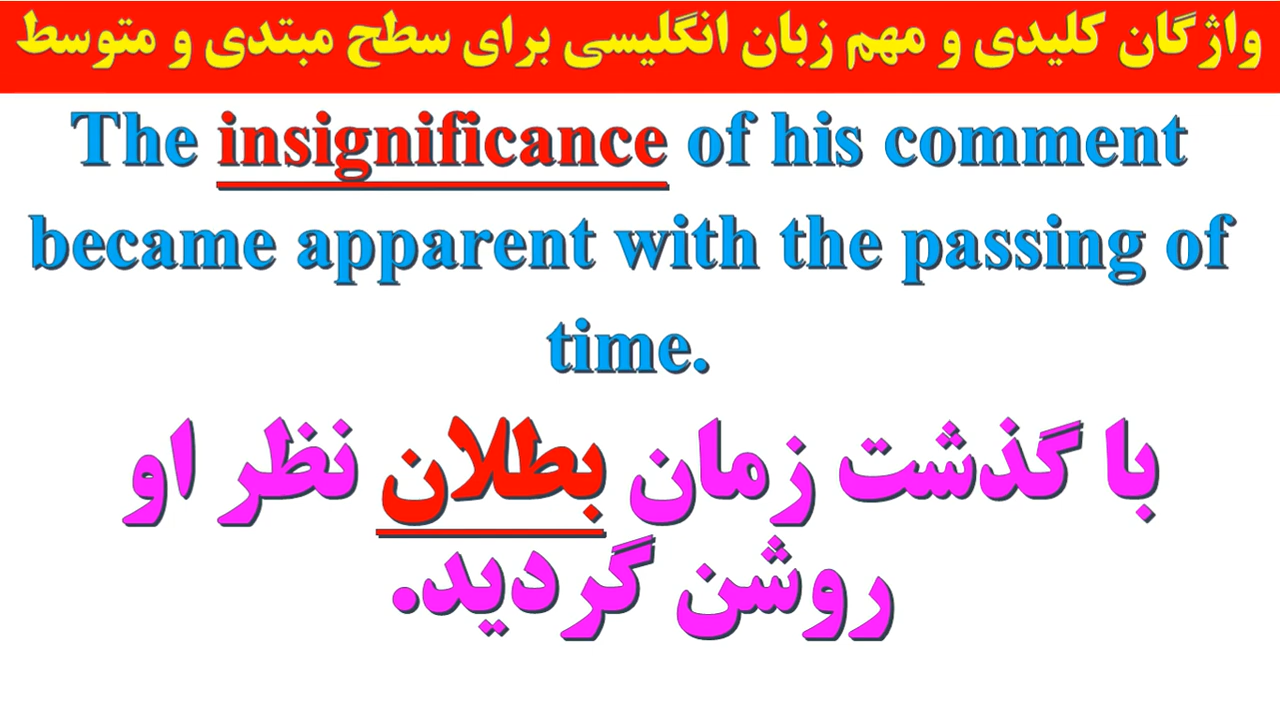 واژگان کلیدی و مهم زبان انگلیسی برای سطح مبتدی و متوسط
The insignificance of his comment
became apparent with the passing of
time.
با گذشت زمان بطلان نظر او
روشن گردید.